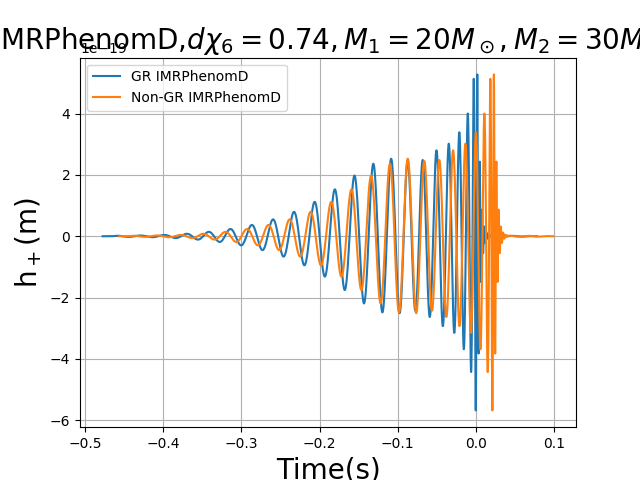 IMRPhenomD,dχ₆ = 0.74, M₁ = 20M⊙, M₂ = 30M
1e−19
GR IMRPhenomD
Non-GR IMRPhenomD
h₊(m)
4
2
0
−2
−4
−6
−0.5 −0.4 −0.3 −0.2 −0.1 0.0 0.1
Time(s)